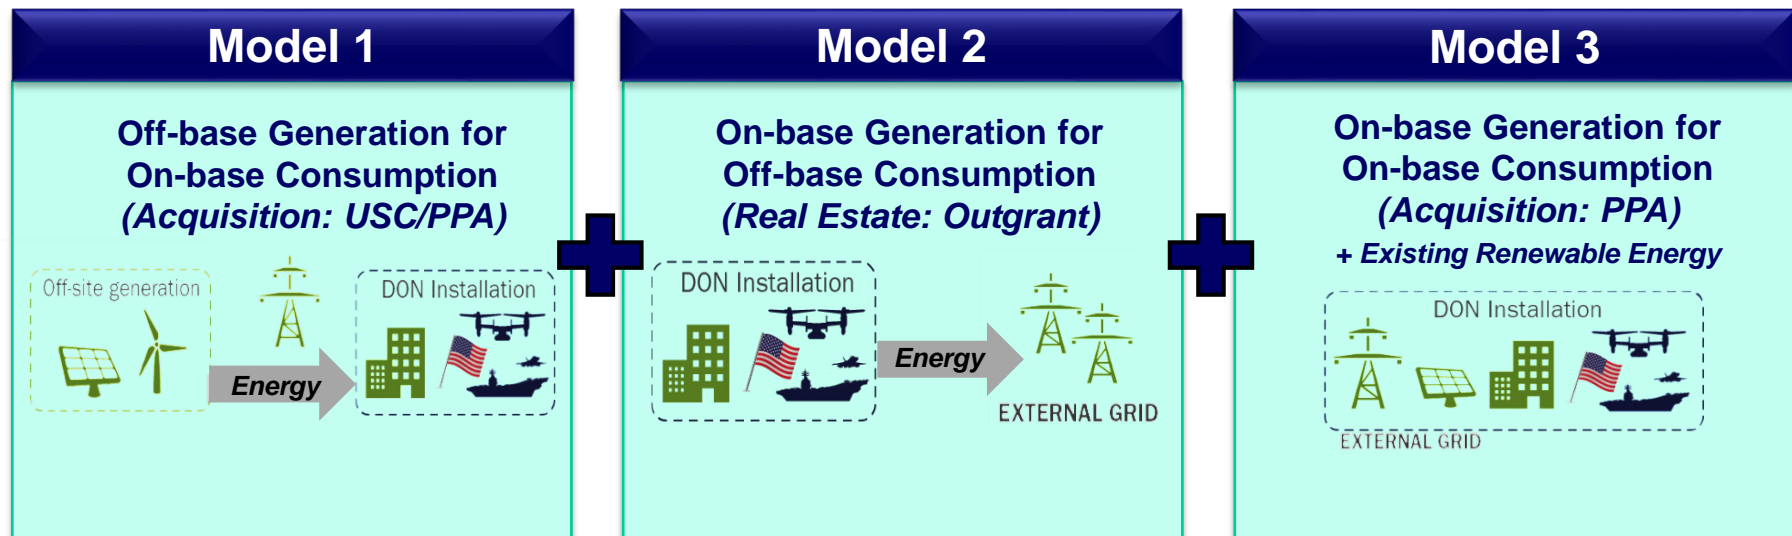 Model 1
Off-base Generation for
On-base Consumption
(Acquisition: USC/PPA)
Off-site generation
DON Installation
Energy
Model 2
On-base Generation for
Off-base Consumption
(Real Estate: Outgrant)
DON Installation
Energy
EXTERNAL GRID
Model 3
On-base Generation for
On-base Consumption
(Acquisition: PPA)
+ Existing Renewable Energy
DON Installation
EXTERNAL GRID